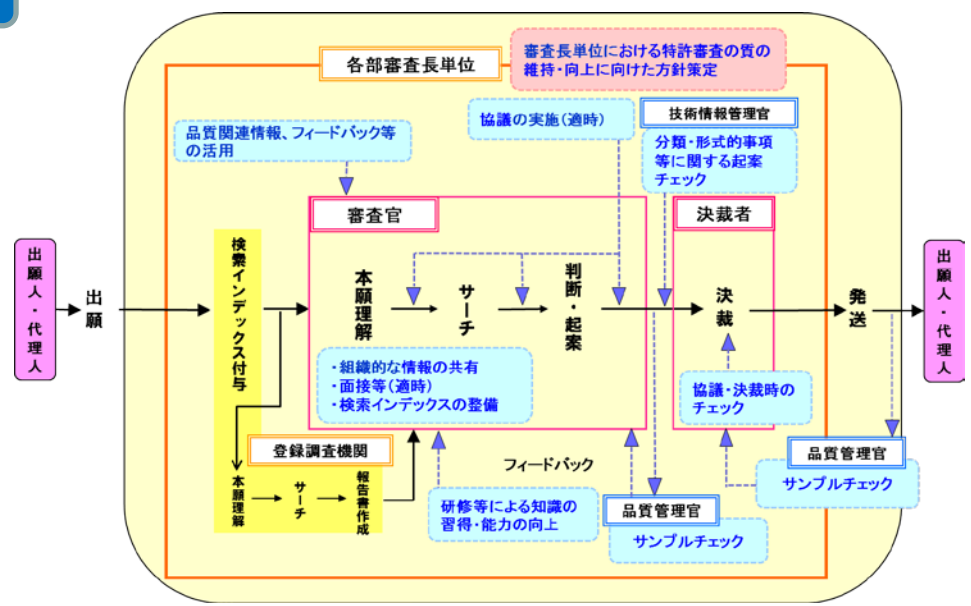 各部審査長単位
審査長単位における特許審査の質の
維持・向上に向けた方針策定
品質関連情報、フィードバック等
の活用
協議の実施(適時)
技術情報管理官
分類・形式的事項
等に関する起案
チェック
審査官
決裁者
出願人・代理人
出願
検索インデックス付与
本願理解
サーチ
判断・起案
決裁
発送
出願人・代理人
・組織的な情報の共有
・面接等(適時)
・検索インデックスの整備
協議・決裁時の
チェック
登録調査機関
本願理解
サーチ
報告書作成
フィードバック
研修等による知識の
習得・能力の向上
品質管理官
サンプルチェック
品質管理官
サンプルチェック